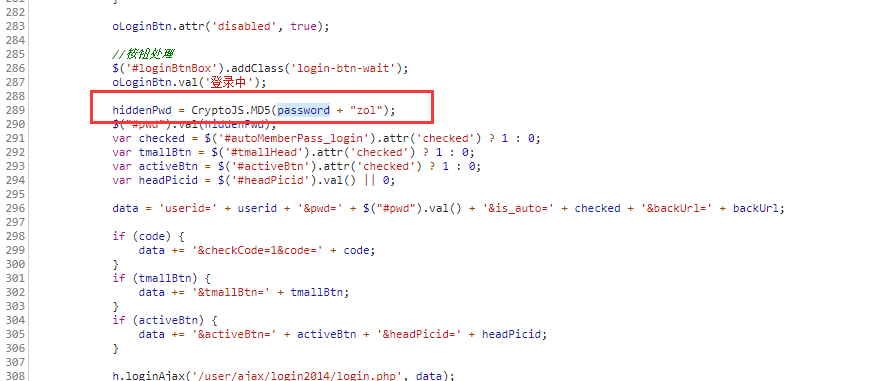 281
282 }
283 oLoginBtn.attr('disabled', true);
284
285 //按钮处理
286 $('#loginBtnBox').addClass('login-btn-wait');
287 oLoginBtn.val('登录中');
288
289 hiddenPwd = CryptoJS.MD5(password + "zol");
290 $("#pwd").val(hiddenPwd);
291 var checked = $('#autoMemberPass_login').attr('checked') ? 1 : 0;
292 var tmallBtn = $('#tmallHead').attr('checked') ? 1 : 0;
293 var activeBtn = $('#activeBtn').attr('checked') ? 1 : 0;
294 var headPicid = $('#headPicid').val() || 0;
295
296 data = 'userid=' + userid + '&pwd=' + $("#pwd").val() + '&is_auto=' + checked + '&backUrl=' + backUrl;
297
298 if (code) {
299 data += '&checkCode=1&code=' + code;
300 }
301 if (tmallBtn) {
302 data += '&tmallBtn=' + tmallBtn;
303 }
304 if (activeBtn) {
305 data += '&activeBtn=' + activeBtn + '&headPicid=' + headPicid;
306 }
307
308 h.loginAjax('/user/ajax/login2014/login.php', data);